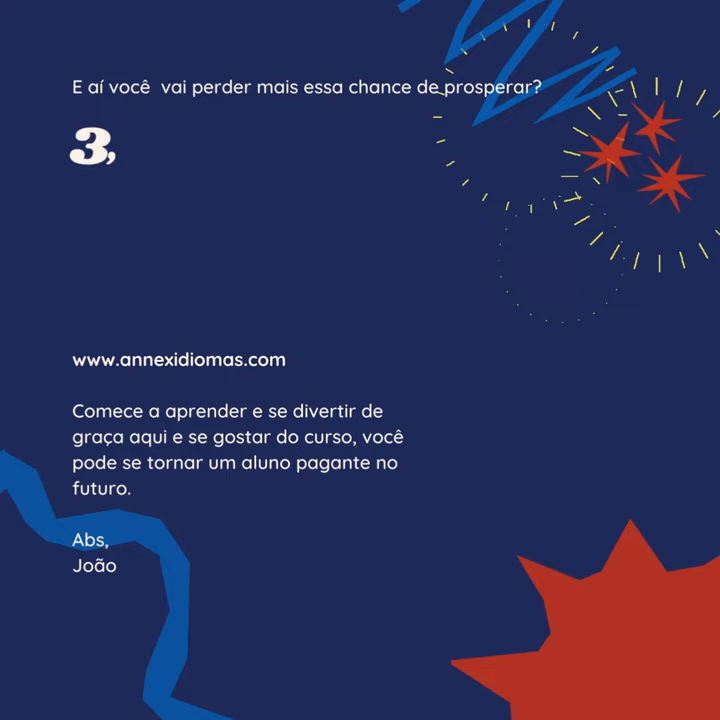 E aí você  vai perder mais essa chance de prosperar?
3,
www.annexidiomas.com
Comece a aprender e se divertir de
graça aqui e se gostar do curso, você
pode se tornar um aluno pagante no
futuro.
Abs,
João